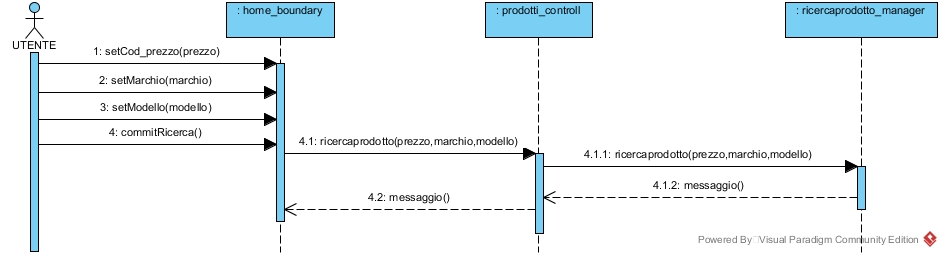 : home_boundary
: prodotti_controll
: ricercaprodotto_manager
UTENTE
1: setCod_prezzo(prezzo)
2: setMarchio(marchio)
3: setModello(modello)
4: commitRicerca()
4.1: ricercaprodotto(prezzo,marchio,modello)
4.1.1: ricercaprodotto(prezzo,marchio,modello)
4.1.2: messaggio()
4.2: messaggio()
Powered By Visual Paradigm Community Edition